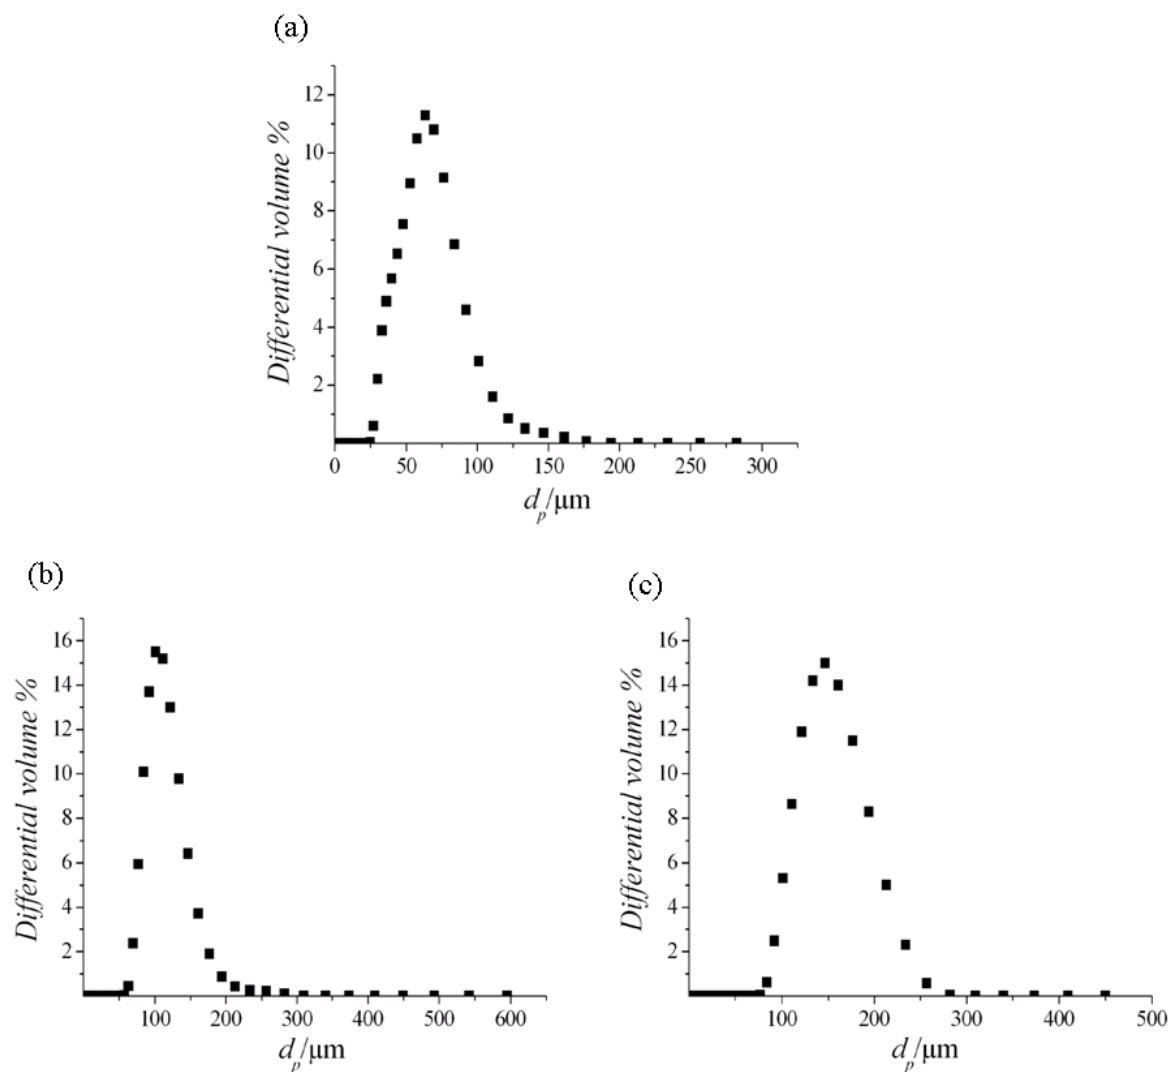 (a)
Differential volume %
12
10
8
6
4
2
0 50 100 150 200 250 300
d_p/μm
(b)
Differential volume %
16
14
12
10
8
6
4
2
100 200 300 400 500 600
d_p/μm
(c)
Differential volume %
16
14
12
10
8
6
4
2
100 200 300 400 500
d_p/μm